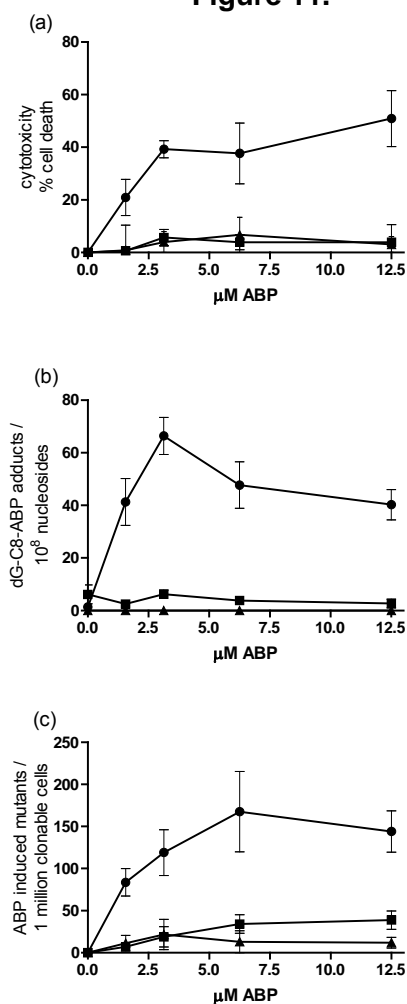 (a)
cytotoxicity
% cell death
80
60
40
20
0
0.0 2.5 5.0 7.5 10.0 12.5
µM ABP
(b)
dG-C8-ABP adducts /
10⁸ nucleosides
80
60
40
20
0
0.0 2.5 5.0 7.5 10.0 12.5
µM ABP
(c)
ABP induced mutants /
1 million clonable cells
250
200
150
100
50
0
0.0 2.5 5.0 7.5 10.0 12.5
µM ABP